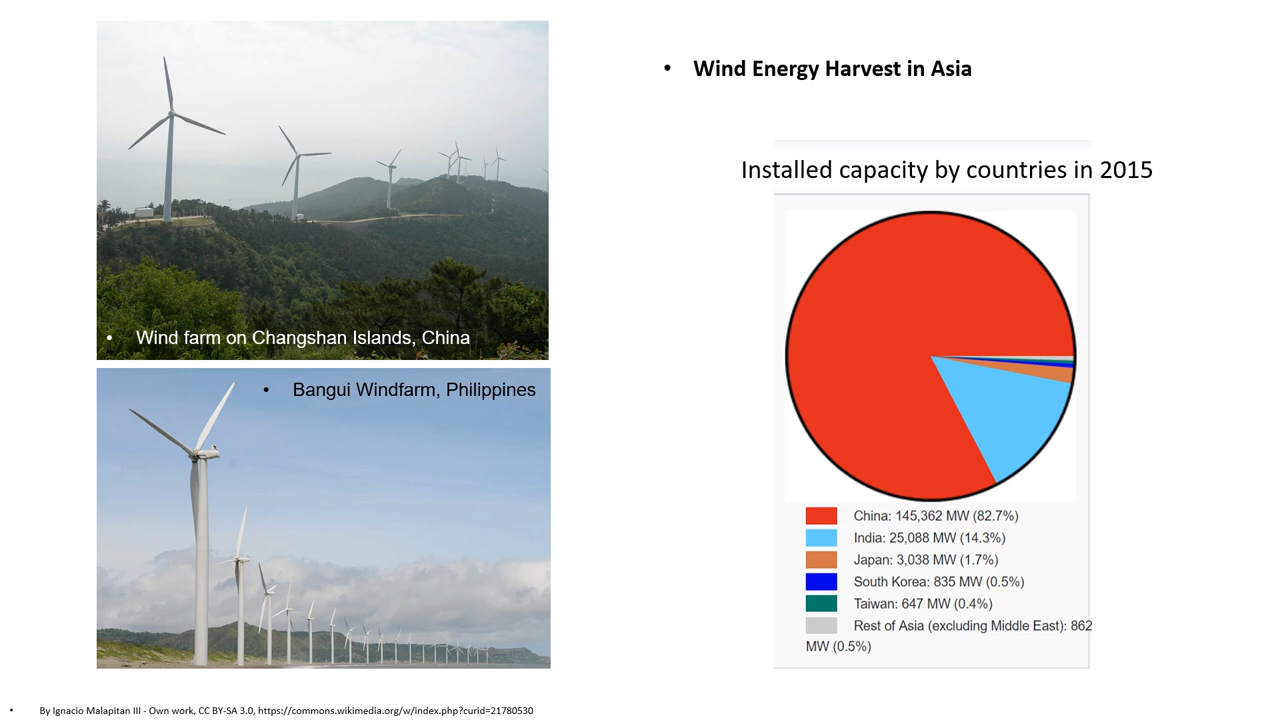 • Wind farm on Changshan Islands, China
• Bangui Windfarm, Philippines
• By Ignacio Malapitan III - Own work, CC BY-SA 3.0, https://commons.wikimedia.org/w/index.php?curid=21780530
• Wind Energy Harvest in Asia
Installed capacity by countries in 2015
China: 145,362 MW (82.7%)
India: 25,088 MW (14.3%)
Japan: 3,038 MW (1.7%)
South Korea: 835 MW (0.5%)
Taiwan: 647 MW (0.4%)
Rest of Asia (excluding Middle East): 862
MW (0.5%)